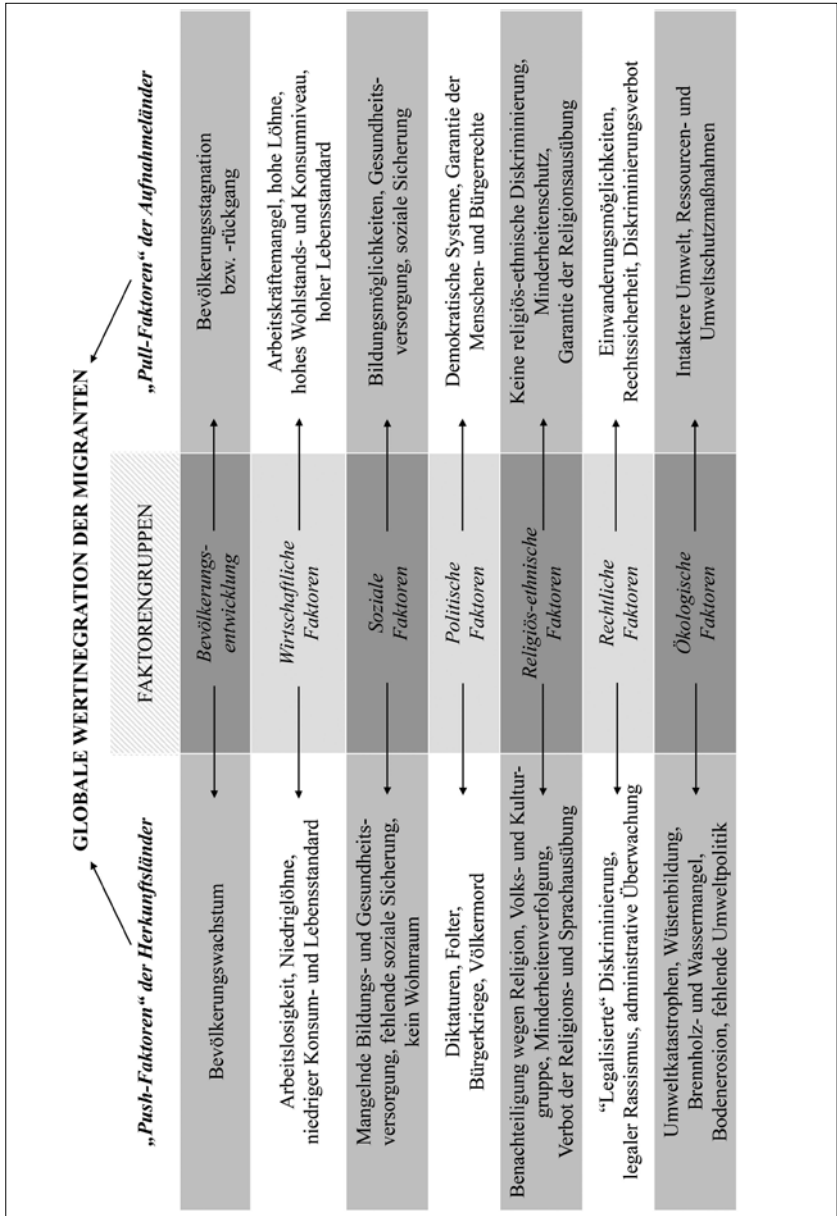 GLOBALE WERTINEGRATION DER MIGRANTEN
„Push-Faktoren“ der Herkunftsländer
FAKTORENGRUPPEN
„Pull-Faktoren“ der Aufnahmeländer
Bevölkerungswachstum
Bevölkerungs-
entwicklung
Bevölkerungsstagnation
bzw. -rückgang
Arbeitslosigkeit, Niedriglöhne,
niedriger Konsum- und Lebensstandard
Wirtschaftliche
Faktoren
Arbeitskräftemangel, hohe Löhne,
hohes Wohlstands- und Konsumniveau,
hoher Lebensstandard
Mangelnde Bildungs- und Gesundheits-
versorgung, fehlende soziale Sicherung,
kein Wohnraum
Soziale
Faktoren
Bildungsmöglichkeiten, Gesundheits-
versorgung, soziale Sicherung
Diktaturen, Folter,
Bürgerkriege, Völkermord
Politische
Faktoren
Demokratische Systeme, Garantie der
Menschen- und Bürgerrechte
Benachteiligung wegen Religion, Volks- und Kultur-
gruppe, Minderheitenverfolgung,
Verbot der Religions- und Sprachausübung
Religiös-ethnische
Faktoren
Keine religiös-ethnische Diskriminierung,
Minderheitenschutz,
Garantie der Religionsausübung
“Legalisierte“ Diskriminierung,
legaler Rassismus, administrative Überwachung
Rechtliche
Faktoren
Einwanderungsmöglichkeiten,
Rechtssicherheit, Diskriminierungsverbot
Umweltkatastrophen, Wüstenbildung,
Brennholz- und Wassermangel,
Bodenerosion, fehlende Umweltpolitik
Ökologische
Faktoren
Intaktere Umwelt, Ressourcen- und
Umweltschutzmaßnahmen